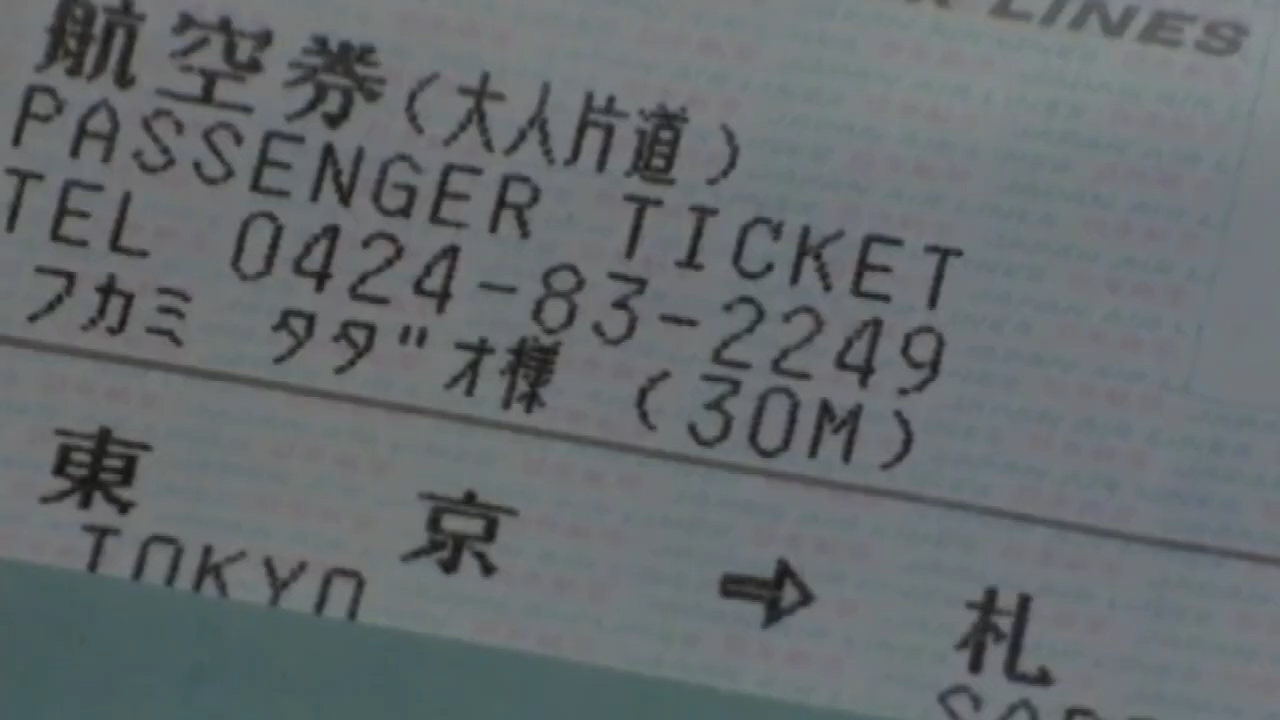 LINES
航空券(大人片道)
PASSENGER TICKET
TEL 0424-83-2249
フカミ タダオ様 (30M)
東 京 ➡ 札
TOKYO